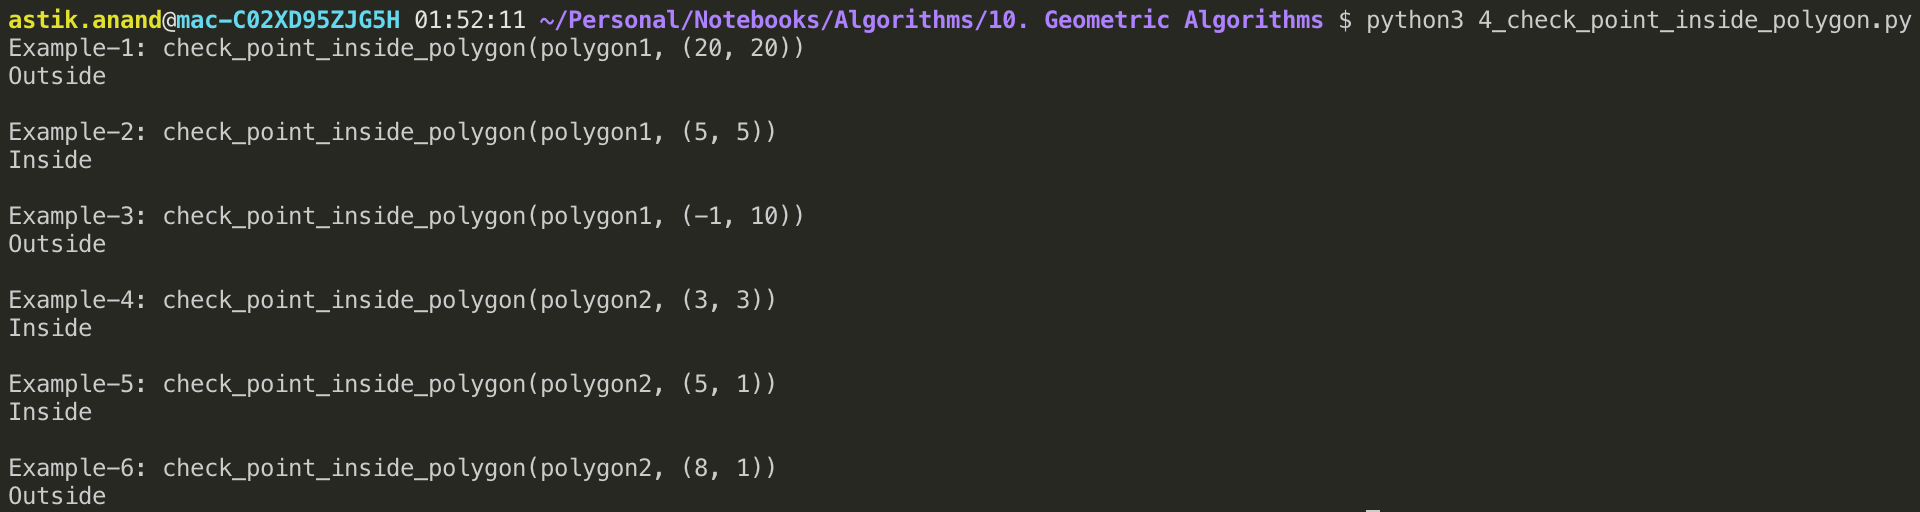 astik.anand@mac-C02XD95ZJG5H 01:52:11 ~/Personal/Notebooks/Algorithms/10. Geometric Algorithms $ python3 4_check_point_inside_polygon.py
Example-1: check_point_inside_polygon(polygon1, (20, 20))
Outside
Example-2: check_point_inside_polygon(polygon1, (5, 5))
Inside
Example-3: check_point_inside_polygon(polygon1, (-1, 10))
Outside
Example-4: check_point_inside_polygon(polygon2, (3, 3))
Inside
Example-5: check_point_inside_polygon(polygon2, (5, 1))
Inside
Example-6: check_point_inside_polygon(polygon2, (8, 1))
Outside